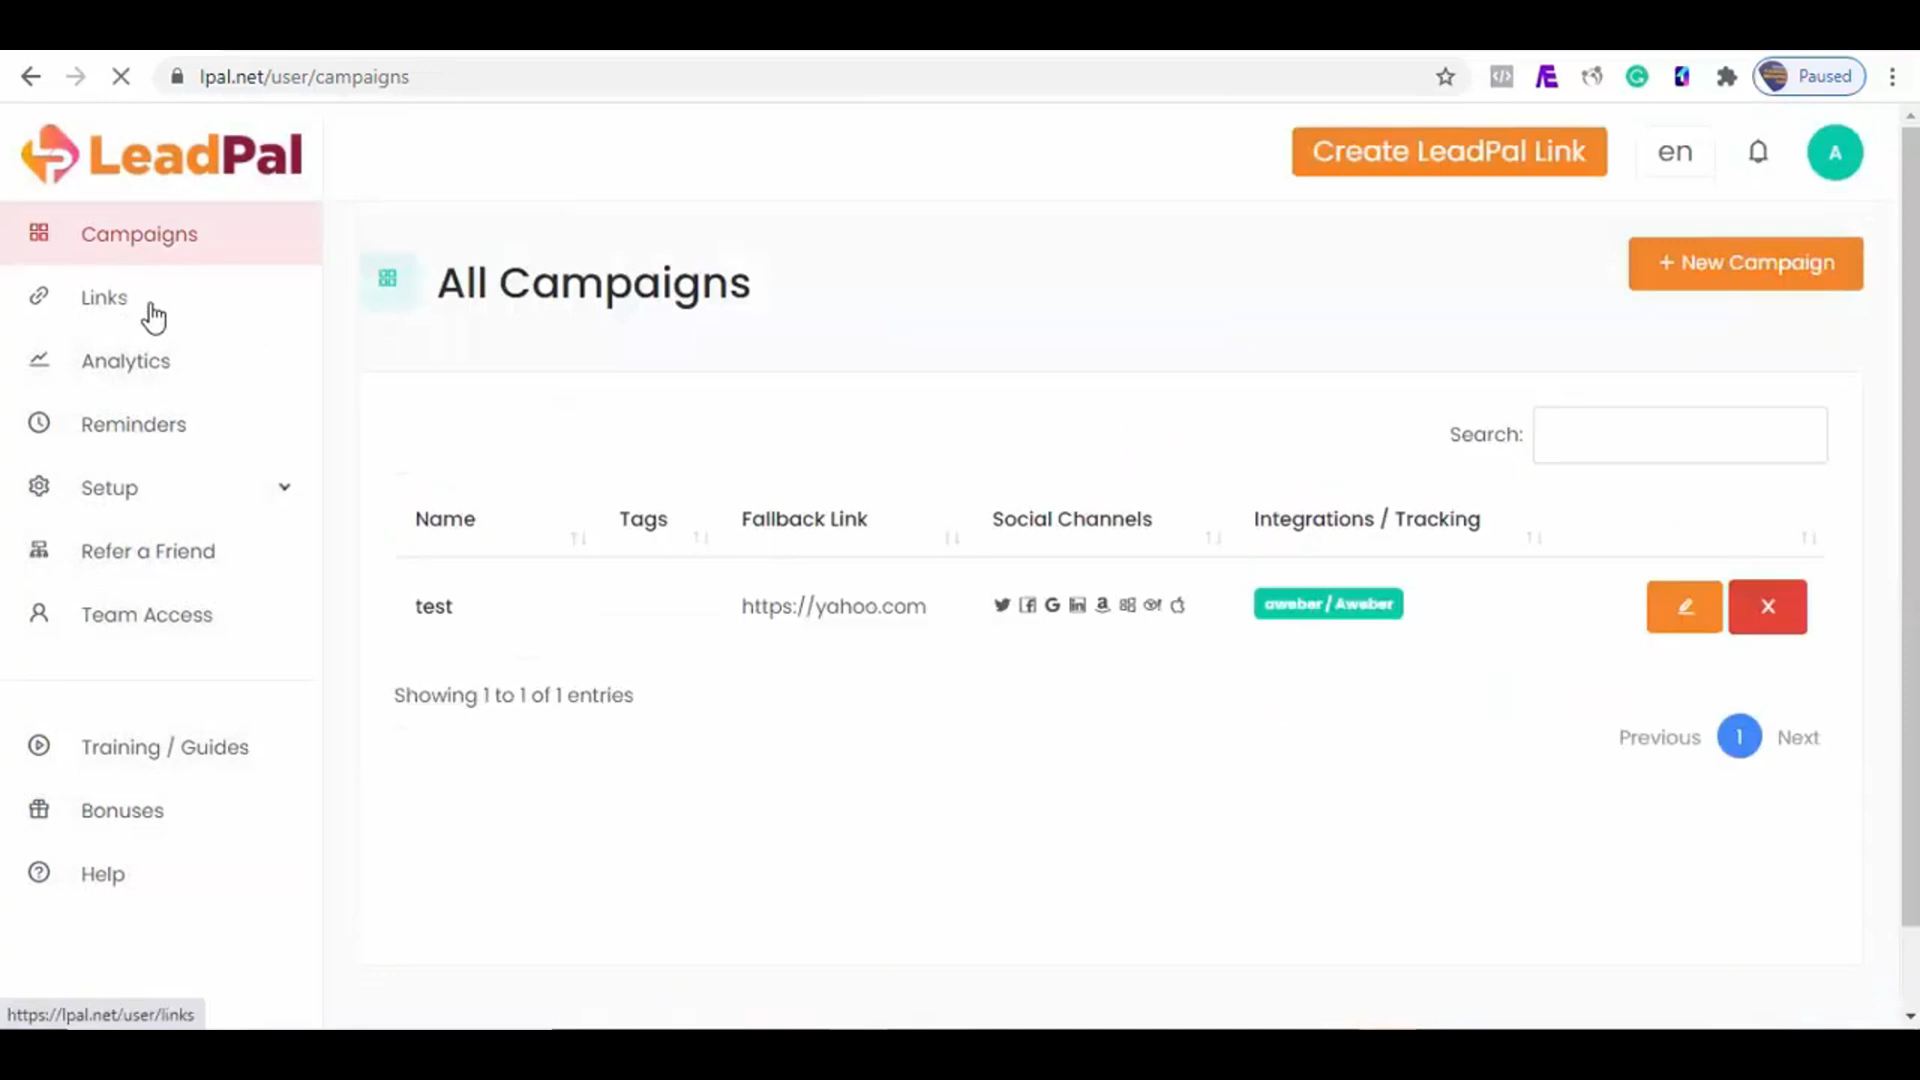 lpal.net/user/campaigns
Paused
LeadPal
Create LeadPal Link
en
A
Campaigns
Links
Analytics
Reminders
Setup
Refer a Friend
Team Access
Training / Guides
Bonuses
Help
All Campaigns
+ New Campaign
Search:
Name Tags Fallback Link Social Channels Integrations / Tracking
test https://yahoo.com aweber / Aweber
Showing 1 to 1 of 1 entries
Previous 1 Next
https://lpal.net/user/links